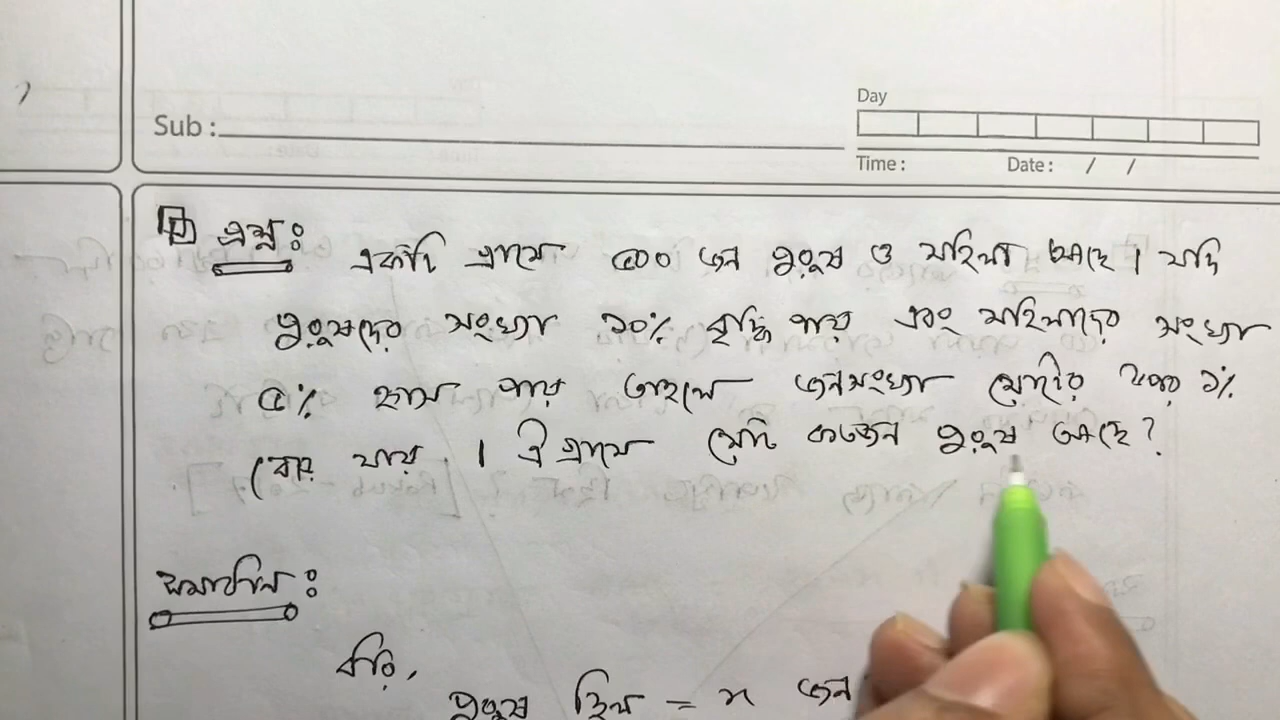 Day
Sub :
Time : Date : / /
প্রশ্ন :
একটি গ্রামে ৫০০ জন পুরুষ ও মহিলা আছে । যদি
পুরুষদের সংখ্যা ১০% বৃদ্ধি পায় এবং মহিলাদের সংখ্যা
৫% হ্রাস পায় তাহলে জনসংখ্যা মোটের উপর ১%
বেড়ে যায় । ঐ গ্রামে মোট কতজন পুরুষ আছে ?
সমাধান :
ধরি,
পুরুষ ছিল = x জন